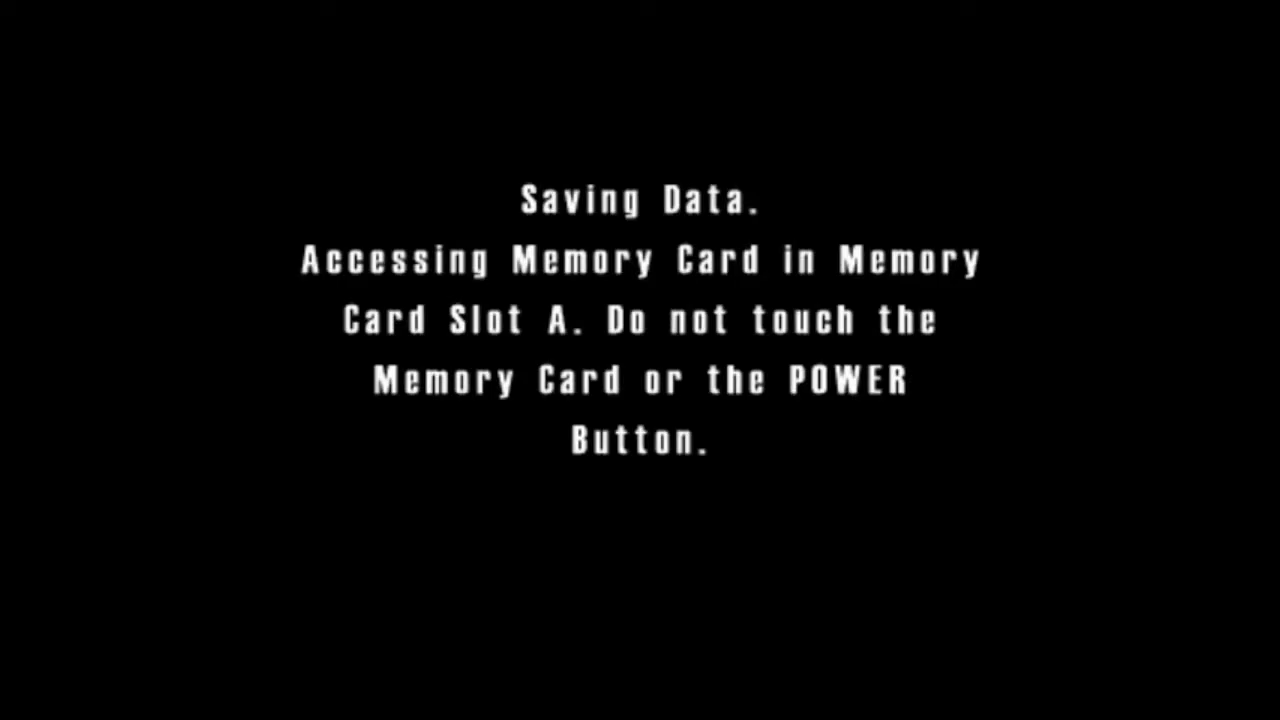 Saving Data.
Accessing Memory Card in Memory
Card Slot A. Do not touch the
Memory Card or the POWER
Button.